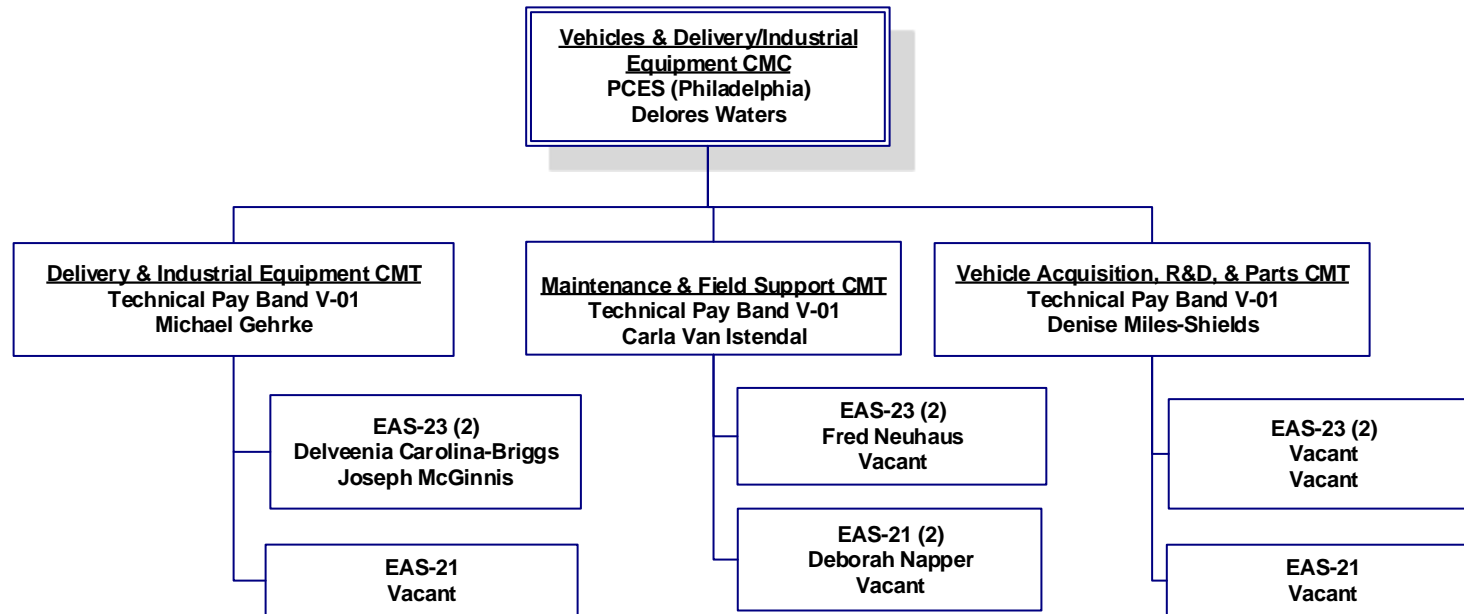 Vehicles & Delivery/Industrial
Equipment CMC
PCES (Philadelphia)
Delores Waters
Delivery & Industrial Equipment CMT
Technical Pay Band V-01
Michael Gehrke
Maintenance & Field Support CMT
Technical Pay Band V-01
Carla Van Istendal
Vehicle Acquisition, R&D, & Parts CMT
Technical Pay Band V-01
Denise Miles-Shields
EAS-23 (2)
Delveenia Carolina-Briggs
Joseph McGinnis
EAS-21
Vacant
EAS-23 (2)
Fred Neuhaus
Vacant
EAS-21 (2)
Deborah Napper
Vacant
EAS-23 (2)
Vacant
Vacant
EAS-21
Vacant